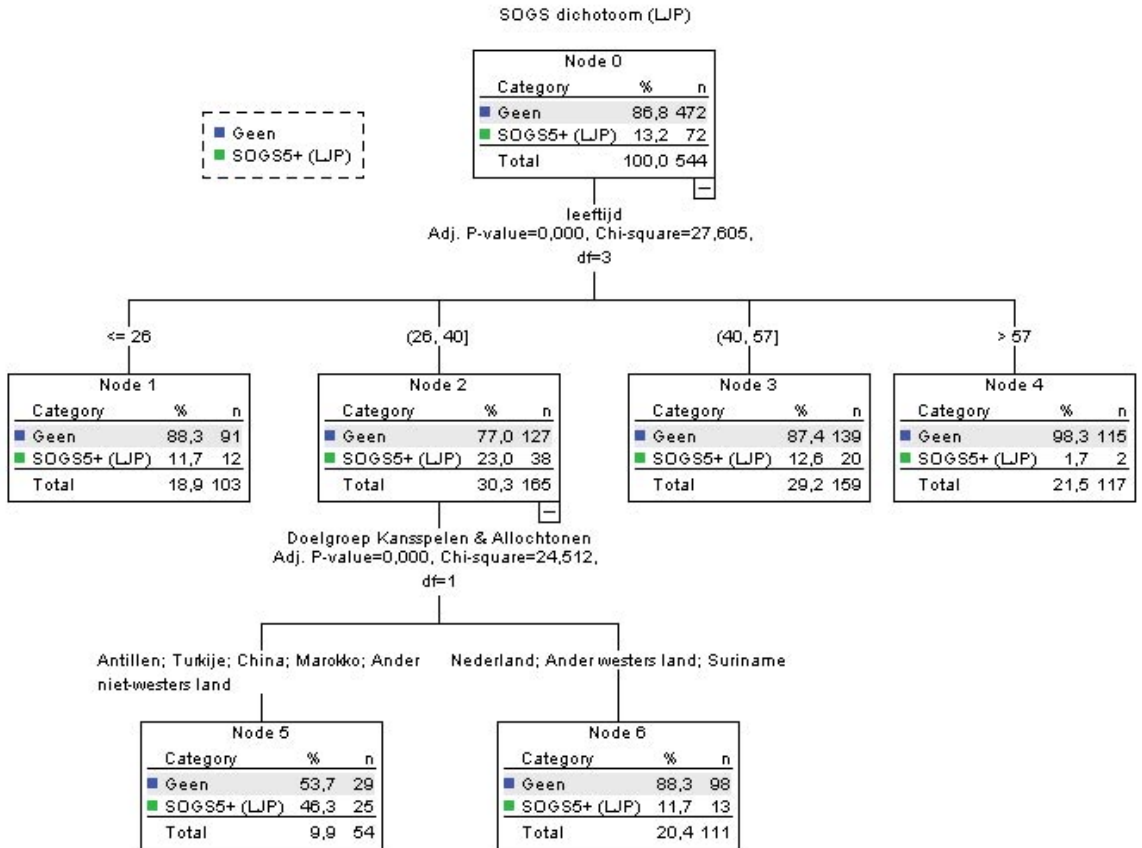 SOGS dichotoom (LJP)
Node 0
Category % n
Geen 86,8 472
SOGS5+ (LJP) 13,2 72
Total 100,0 544
Geen
SOGS5+ (LJP)
leeftijd
Adj. P-value=0,000, Chi-square=27,605,
df=3
<= 26
(26, 40]
(40, 57]
> 57
Node 1
Category % n
Geen 88,3 91
SOGS5+ (LJP) 11,7 12
Total 18,9 103
Node 2
Category % n
Geen 77,0 127
SOGS5+ (LJP) 23,0 38
Total 30,3 165
Node 3
Category % n
Geen 87,4 139
SOGS5+ (LJP) 12,6 20
Total 29,2 159
Node 4
Category % n
Geen 98,3 115
SOGS5+ (LJP) 1,7 2
Total 21,5 117
Doelgroep Kansspelen & Allochtonen
Adj. P-value=0,000, Chi-square=24,512,
df=1
Antillen; Turkije; China; Marokko; Ander
niet-westers land
Nederland; Ander westers land; Suriname
Node 5
Category % n
Geen 53,7 29
SOGS5+ (LJP) 46,3 25
Total 9,9 54
Node 6
Category % n
Geen 88,3 98
SOGS5+ (LJP) 11,7 13
Total 20,4 111